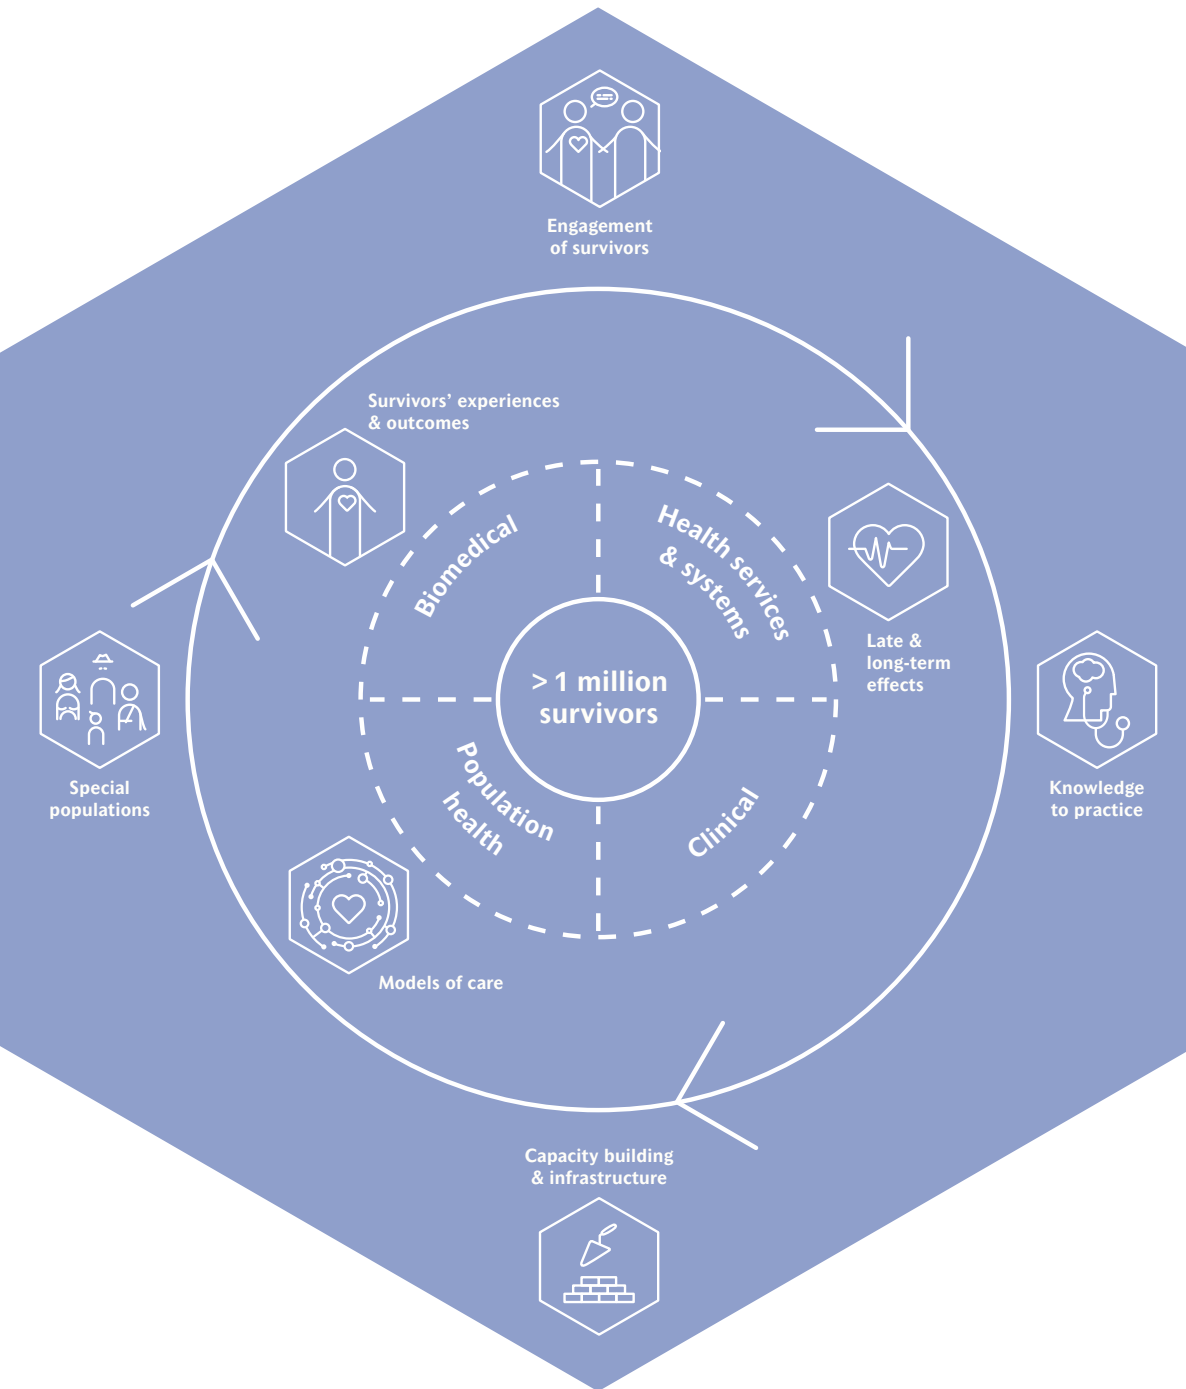 Engagement
of survivors
Survivors’ experiences
& outcomes
Biomedical
Health services
& systems
Late &
long-term
effects
> 1 million
survivors
Special
populations
Knowledge
to practice
Population
health
Clinical
Models of care
Capacity building
& infrastructure